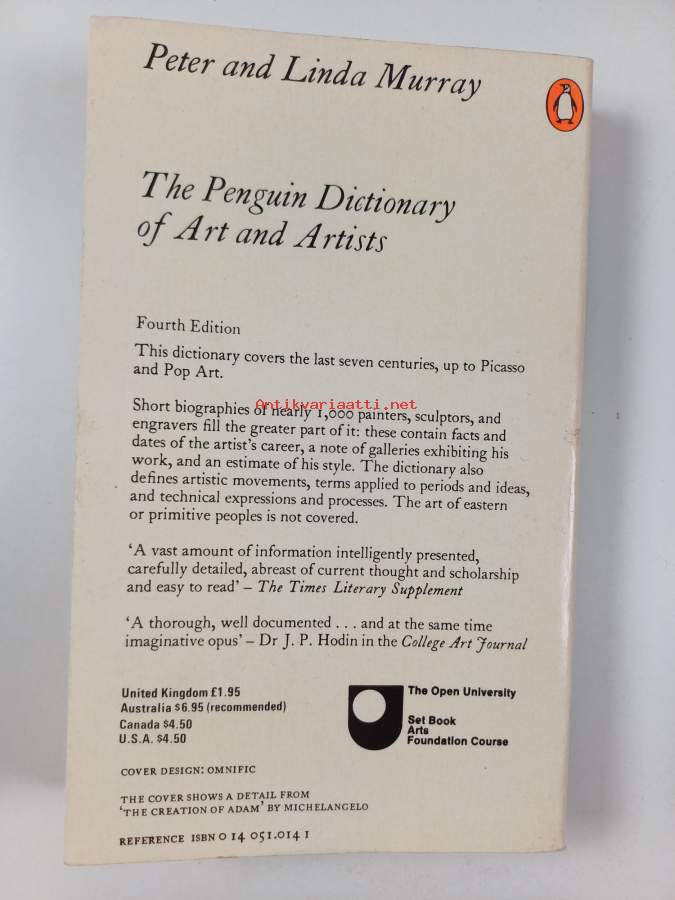 Peter and Linda Murray
The Penguin Dictionary
of Art and Artists
Fourth Edition
This dictionary covers the last seven centuries, up to Picasso
and Pop Art.
Antikvariaatti.net
Short biographies of nearly 1,000 painters, sculptors, and
engravers fill the greater part of it: these contain facts and
dates of the artist's career, a note of galleries exhibiting his
work, and an estimate of his style. The dictionary also
defines artistic movements, terms applied to periods and ideas,
and technical expressions and processes. The art of eastern
or primitive peoples is not covered.
‘A vast amount of information intelligently presented,
carefully detailed, abreast of current thought and scholarship
and easy to read’ – The Times Literary Supplement
‘A thorough, well documented . . . and at the same time
imaginative opus’ – Dr J. P. Hodin in the College Art Journal
United Kingdom £1.95
Australia $6.95 (recommended)
Canada $4.50
U.S.A. $4.50
The Open University
Set Book
Arts
Foundation Course
COVER DESIGN: OMNIFIC
THE COVER SHOWS A DETAIL FROM
‘THE CREATION OF ADAM’ BY MICHELANGELO
REFERENCE ISBN 0 14 051.014 1